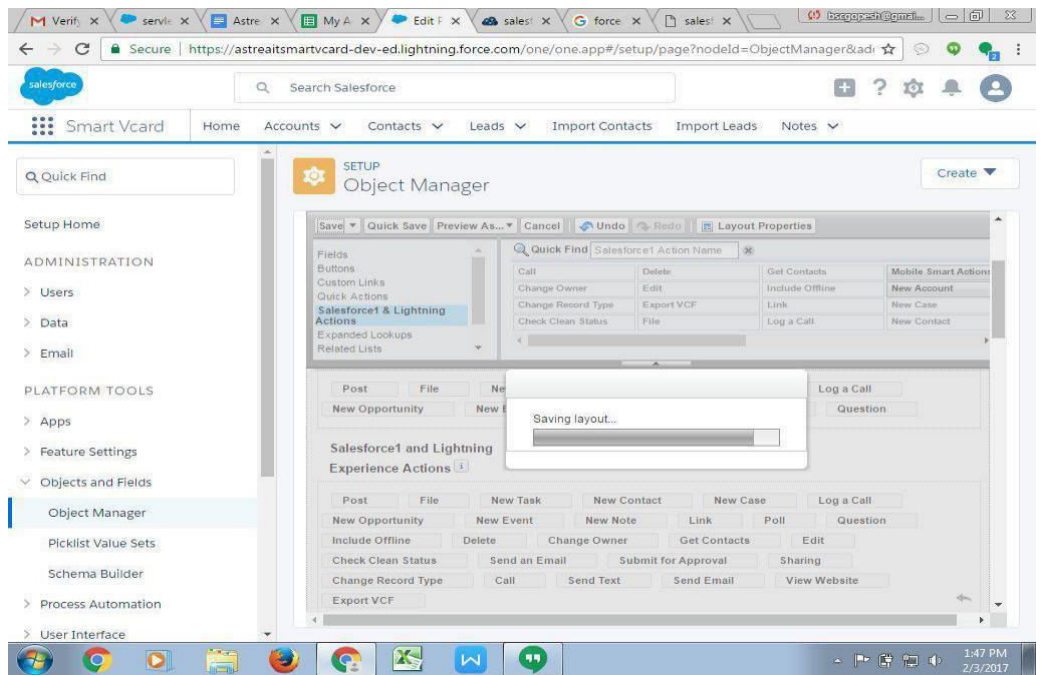 Verify servic Astre My A Edit F sales force sales
Secure https://astreaitsmartvcard-dev-ed.lightning.force.com/one/one.app#/setup/page?nodeId=ObjectManager&ad
salesforce Search Salesforce
Smart Vcard Home Accounts Contacts Leads Import Contacts Import Leads Notes
Quick Find
Setup Home
ADMINISTRATION
Users
Data
Email
PLATFORM TOOLS
Apps
Feature Settings
Objects and Fields
Object Manager
Picklist Value Sets
Schema Builder
Process Automation
User Interface
SETUP
Object Manager
Create
Save Quick Save Preview As... Cancel Undo Redo Layout Properties
Fields
Buttons
Custom Links
Quick Actions
Salesforce1 & Lightning
Actions
Expanded Lookups
Related Lists
Quick Find Salesforce1 Action Name
Call Delete Get Contacts Mobile Smart Actions
Change Owner Edit Include Offline New Account
Change Record Type Export VCF Link New Case
Check Clean Status File Log a Call New Contact
Post File Ne Log a Call
New Opportunity New E Question
Saving layout...
Salesforce1 and Lightning
Experience Actions i
Post File New Task New Contact New Case Log a Call
New Opportunity New Event New Note Link Poll Question
Include Offline Delete Change Owner Get Contacts Edit
Check Clean Status Send an Email Submit for Approval Sharing
Change Record Type Call Send Text Send Email View Website
Export VCF
1:47 PM
2/3/2017